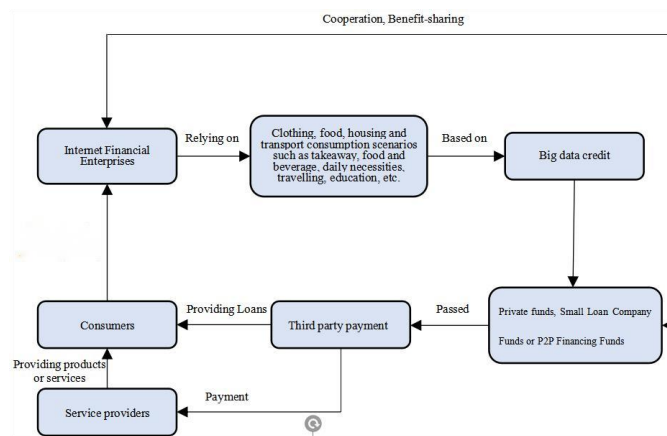 Cooperation, Benefit-sharing
Internet Financial
Enterprises
Relying on
Clothing, food, housing and
transport consumption scenarios
such as takeaway, food and
beverage, daily necessities,
travelling, education, etc.
Based on
Big data credit
Consumers
Providing Loans
Third party payment
Passed
Private funds, Small Loan Company
Funds or P2P Financing Funds
Providing products
or services
Service providers
Payment